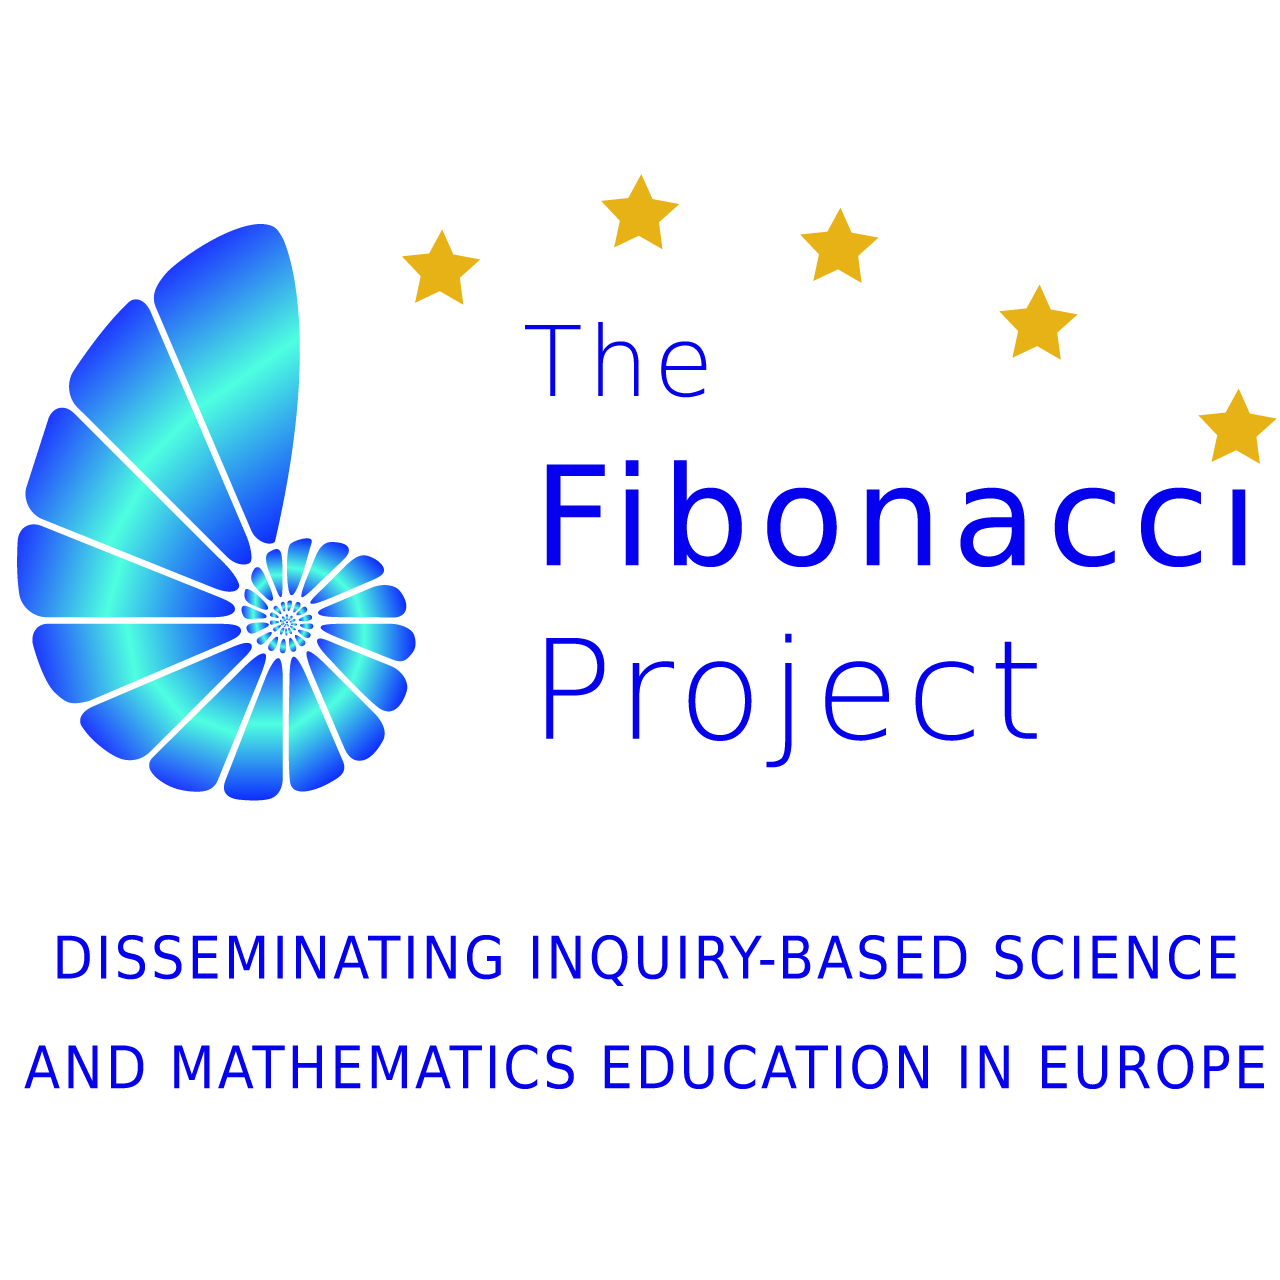 The
Fibonacci
Project
DISSEMINATING INQUIRY-BASED SCIENCE
AND MATHEMATICS EDUCATION IN EUROPE